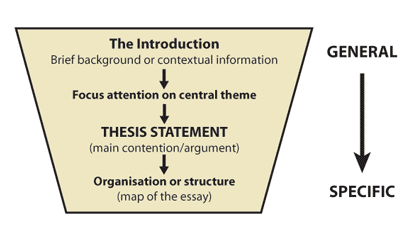 The Introduction
Brief background or contextual information
Focus attention on central theme
THESIS STATEMENT
(main contention/argument)
Organisation or structure
(map of the essay)
GENERAL
SPECIFIC